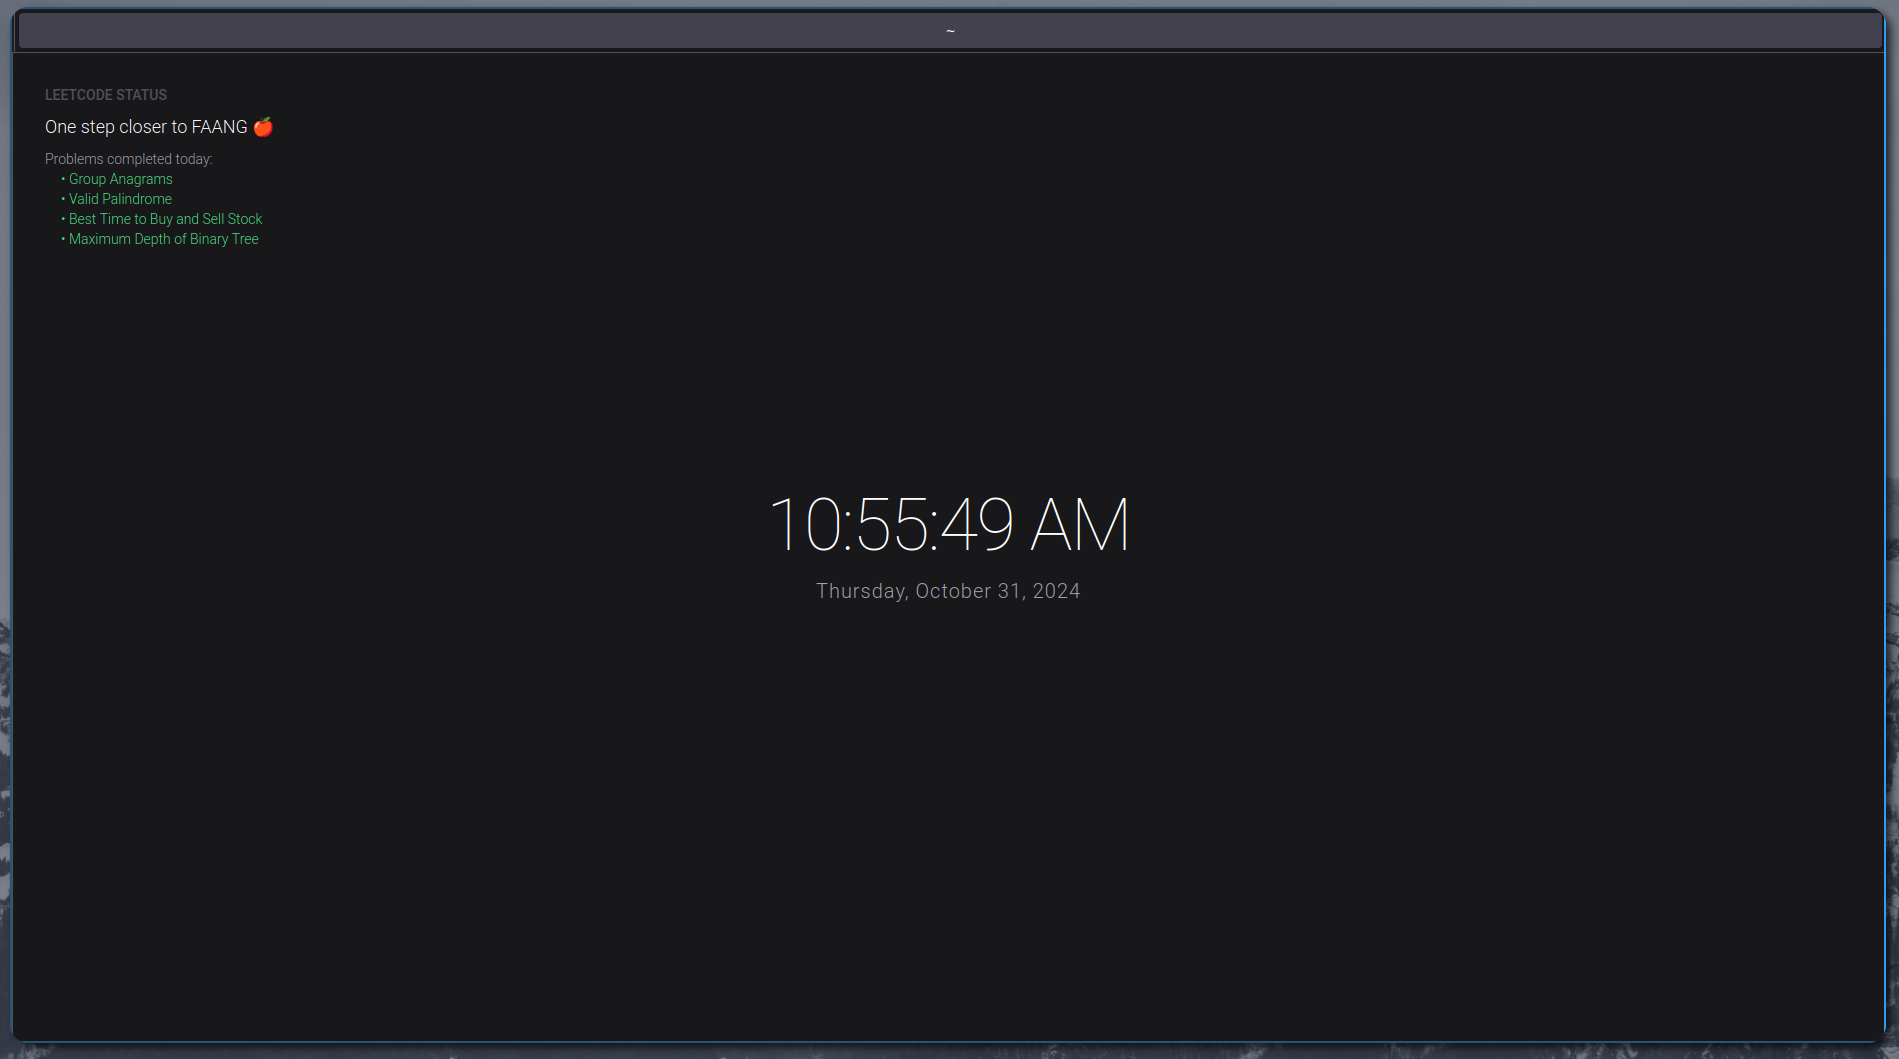 ~
LEETCODE STATUS
One step closer to FAANG 🍎
Problems completed today:
• Group Anagrams
• Valid Palindrome
• Best Time to Buy and Sell Stock
• Maximum Depth of Binary Tree
10:55:49 AM
Thursday, October 31, 2024